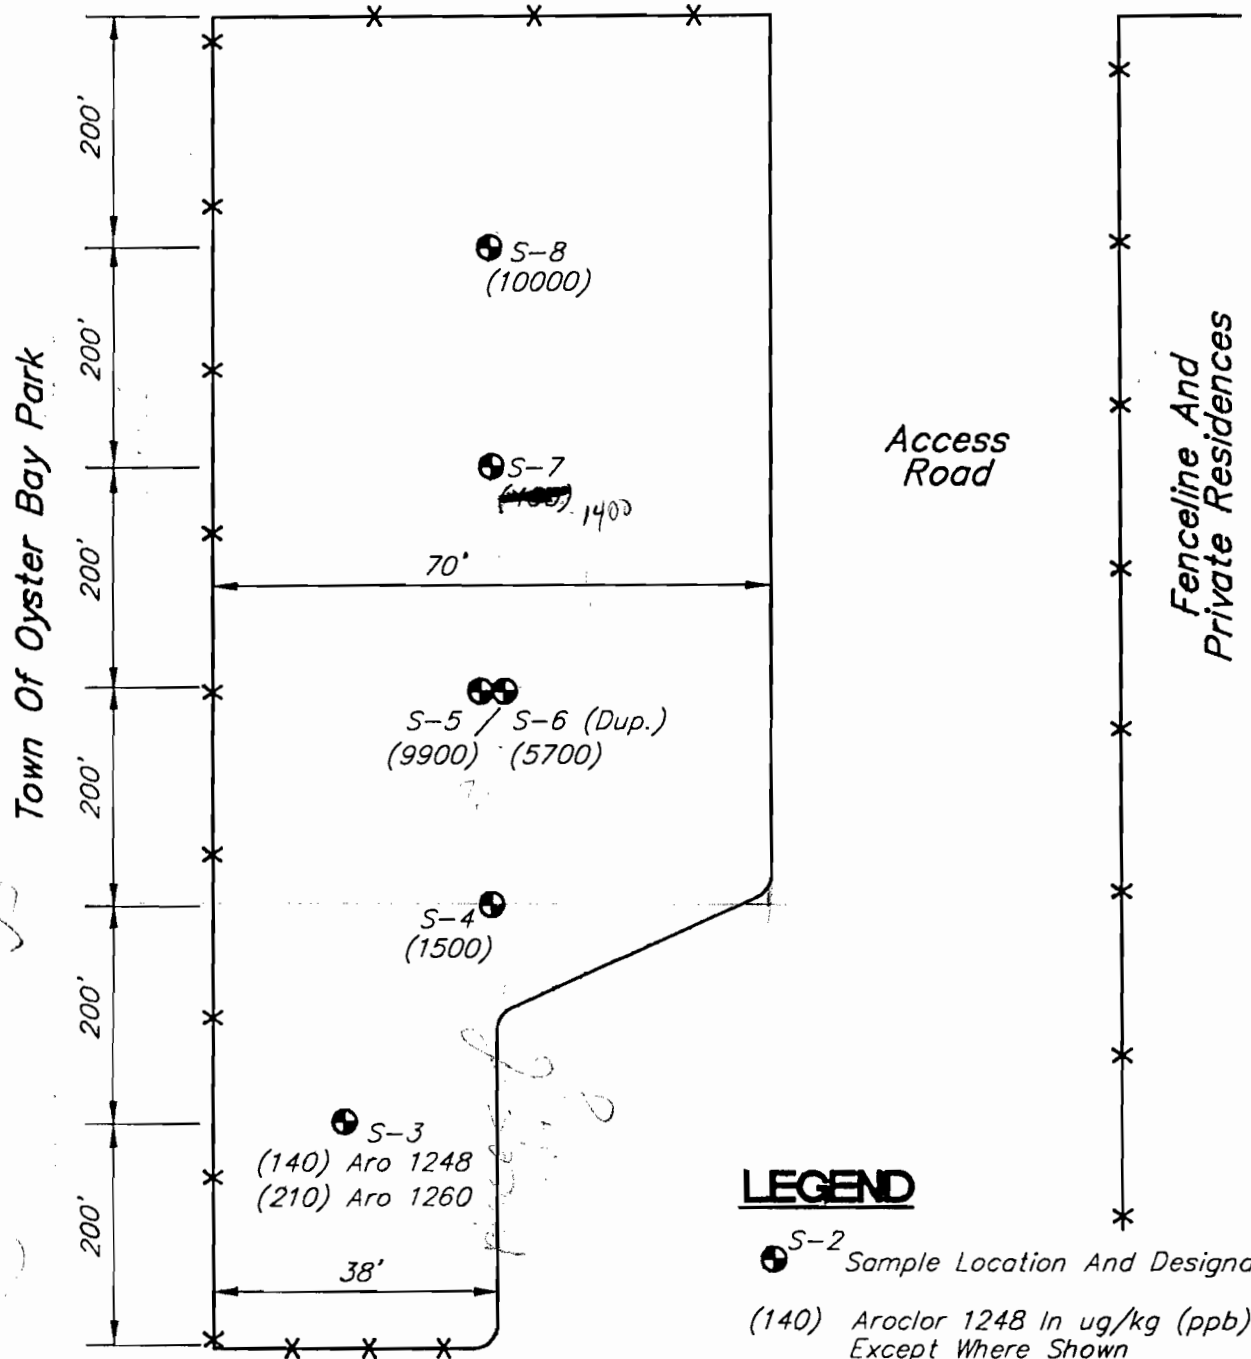 200'
200'
200'
200'
200'
200'
Town Of Oyster Bay Park
S-8
(10000)
S-7
1400
70'
S-5 / S-6 (Dup.)
(9900) (5700)
S-4
(1500)
S-3
(140) Aro 1248
(210) Aro 1260
38'
Access
Road
Fenceline And
Private Residences
LEGEND
S-2
Sample Location And Designa
(140) Aroclor 1248 In ug/kg (ppb)
Except Where Shown